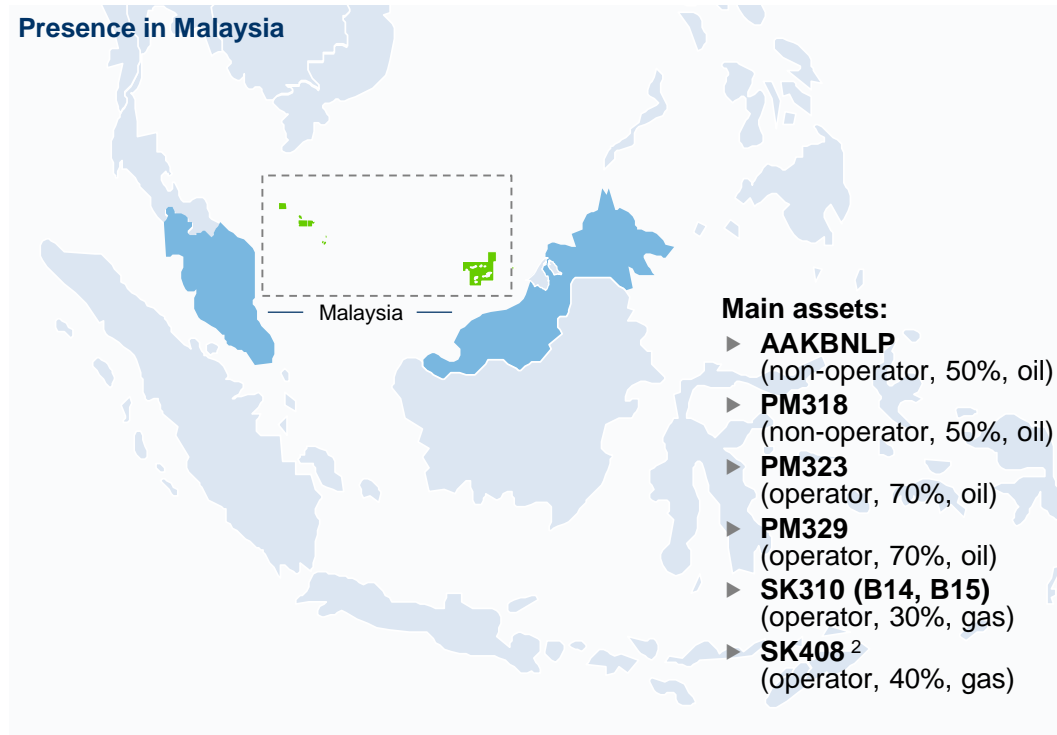 Presence in Malaysia
Malaysia
Main assets:
AAKBNLP
(non-operator, 50%, oil)
PM318
(non-operator, 50%, oil)
PM323
(operator, 70%, oil)
PM329
(operator, 70%, oil)
SK310 (B14, B15)
(operator, 30%, gas)
SK408 2
(operator, 40%, gas)